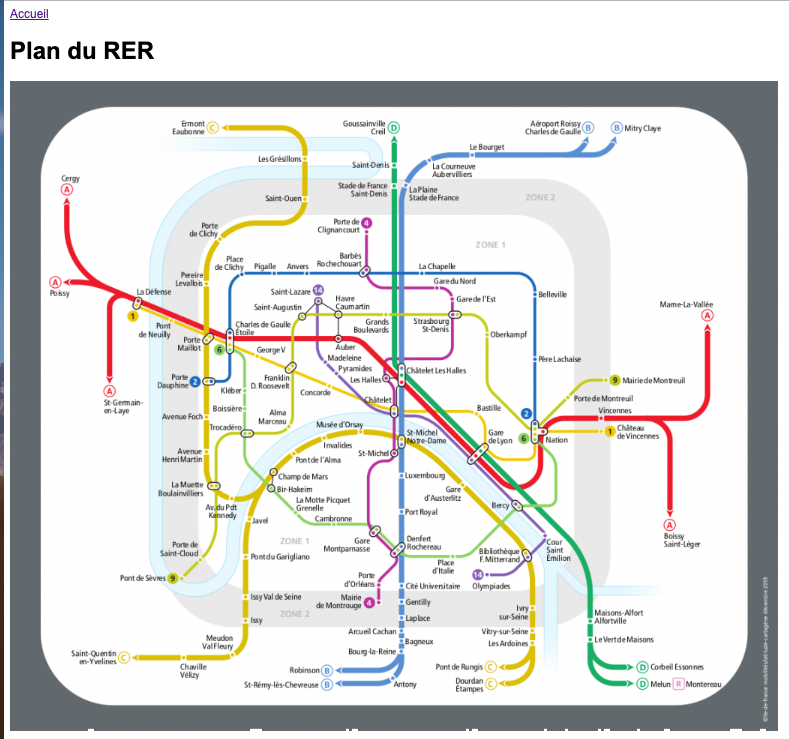 Accueil
Plan du RER
Ermont
Eaubonne
C
Goussainville
Creil
D
Aéroport Roissy
Charles de Gaulle
B
B
Mitry Claye
Le Bourget
Les Grésillons
Saint-Denis
La Courneuve
Aubervilliers
Cergy
A
Stade de France
Saint-Denis
La Plaine
Stade de France
Saint-Ouen
ZONE 2
Porte
de Clichy
Porte de
Clignancourt
4
ZONE 1
Place
de Clichy
Pigalle
Anvers
Barbès
Rochechouart
La Chapelle
Pereire
Levallois
Gare du Nord
A
Poissy
La Défense
Saint-Lazare
14
Havre
Caumartin
Gare de l'Est
Belleville
Saint-Augustin
Marne-La-Vallée
A
1
Pont
de Neuilly
Charles de Gaulle
Étoile
Grands
Boulevards
Strasbourg
St-Denis
Oberkampf
Porte
Maillot
6
George V
Auber
Madeleine
Père Lachaise
Pyramides
Châtelet Les Halles
Porte
Dauphine
2
Franklin
D. Roosevelt
Les Halles
9
Mairie de Montreuil
Kléber
Concorde
Porte de Montreuil
A
St-Germain-
en-Laye
Boissière
Châtelet
Bastille
2
Vincennes
Avenue Foch
Alma
Marceau
Trocadéro
Musée d'Orsay
St-Michel
Notre-Dame
Gare
de Lyon
6
Nation
1
Château
de Vincennes
Invalides
Avenue
Henri Martin
Pont de l'Alma
St-Michel
Champ de Mars
Luxembourg
La Muette
Boulainvilliers
Bir-Hakeim
Gare
d'Austerlitz
Av. du Pdt
Kennedy
La Motte Picquet
Grenelle
Bercy
Javel
Cambronne
Port Royal
A
Boissy
Saint-Léger
Porte de
Saint-Cloud
ZONE 1
Gare
Montparnasse
Denfert
Rochereau
Cour
Saint
Émilion
Pont du Garigliano
Bibliothèque
F. Mitterrand
Place
d'Italie
Pont de Sèvres
9
Porte
d'Orléans
Cité Universitaire
14
Olympiades
Issy Val de Seine
Mairie
de Montrouge
4
Gentilly
ZONE 2
Ivry
sur-Seine
Maisons-Alfort
Alfortville
Issy
Laplace
Arcueil Cachan
Vitry-sur-Seine
Meudon
Val Fleury
Bagneux
Les Ardoines
Le Vert de Maisons
Saint-Quentin
en-Yvelines
C
Bourg-la-Reine
Chaville
Vélizy
Robinson
B
Pont de Rungis
C
D
Corbeil Essonnes
St-Rémy-lès-Chevreuse
B
Antony
Dourdan
Étampes
C
D
Melun
R
Montereau